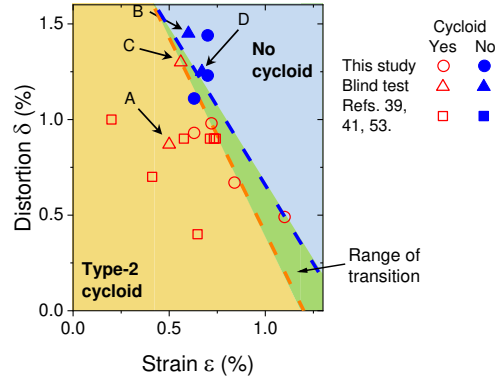 Distortion δ (%)
1.5
1.0
0.5
0.0
0.0
0.5
1.0
Strain ε (%)
B
C
D
A
No
cycloid
Type-2
cycloid
Range of
transition
Cycloid
Yes No
This study
Blind test
Refs. 39,
41, 53.